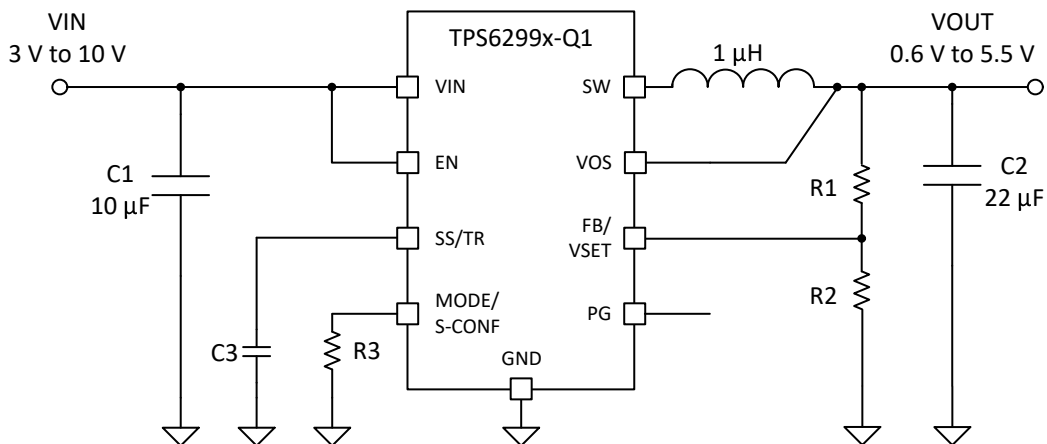 VIN
3 V to 10 V
TPS6299x-Q1
1 µH
VOUT
0.6 V to 5.5 V
VIN
SW
EN
VOS
C1
10 µF
R1
C2
22 µF
SS/TR
FB/
VSET
MODE/
S-CONF
PG
R2
C3
R3
GND